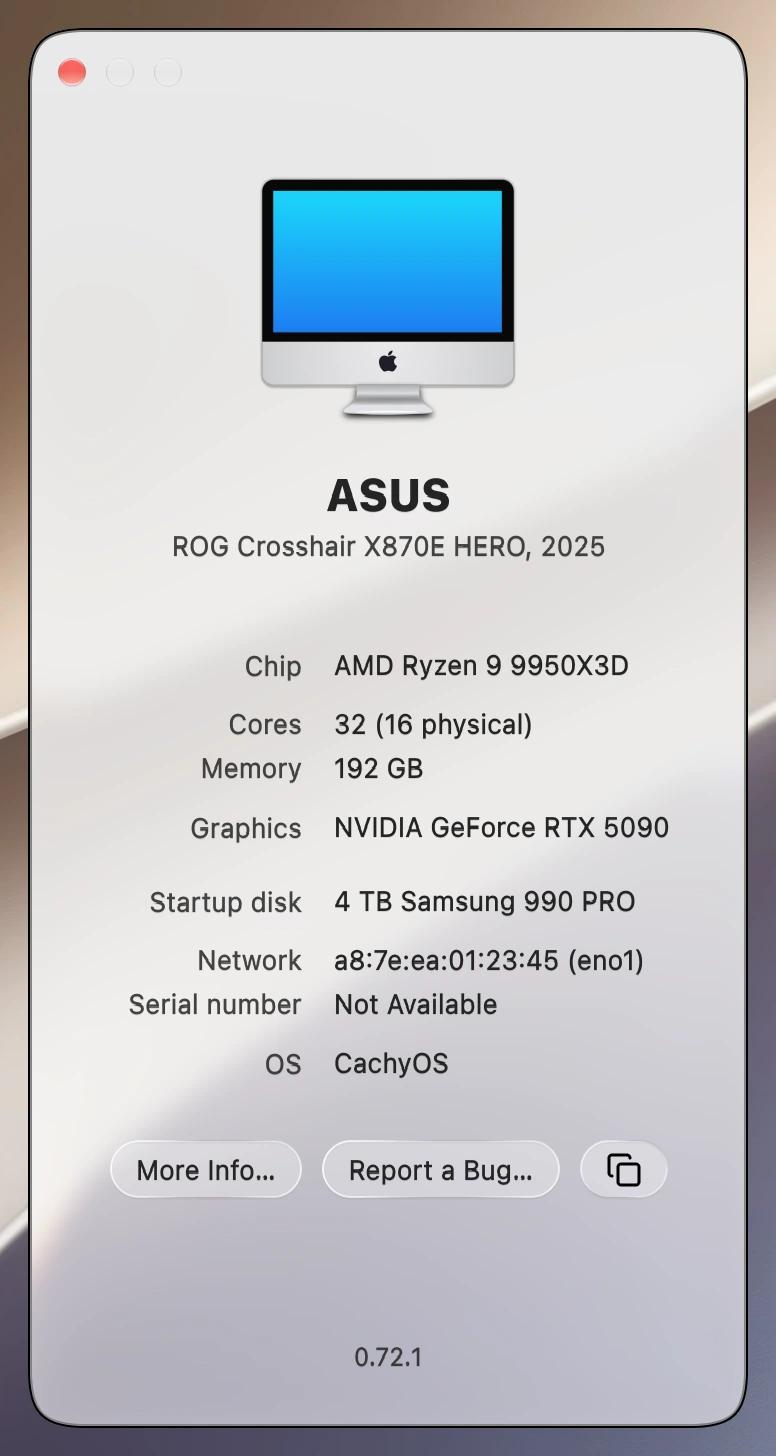 ASUS
ROG Crosshair X870E HERO, 2025
Chip AMD Ryzen 9 9950X3D
Cores 32 (16 physical)
Memory 192 GB
Graphics NVIDIA GeForce RTX 5090
Startup disk 4 TB Samsung 990 PRO
Network a8:7e:ea:01:23:45 (eno1)
Serial number Not Available
OS CachyOS
More Info... Report a Bug...
0.72.1